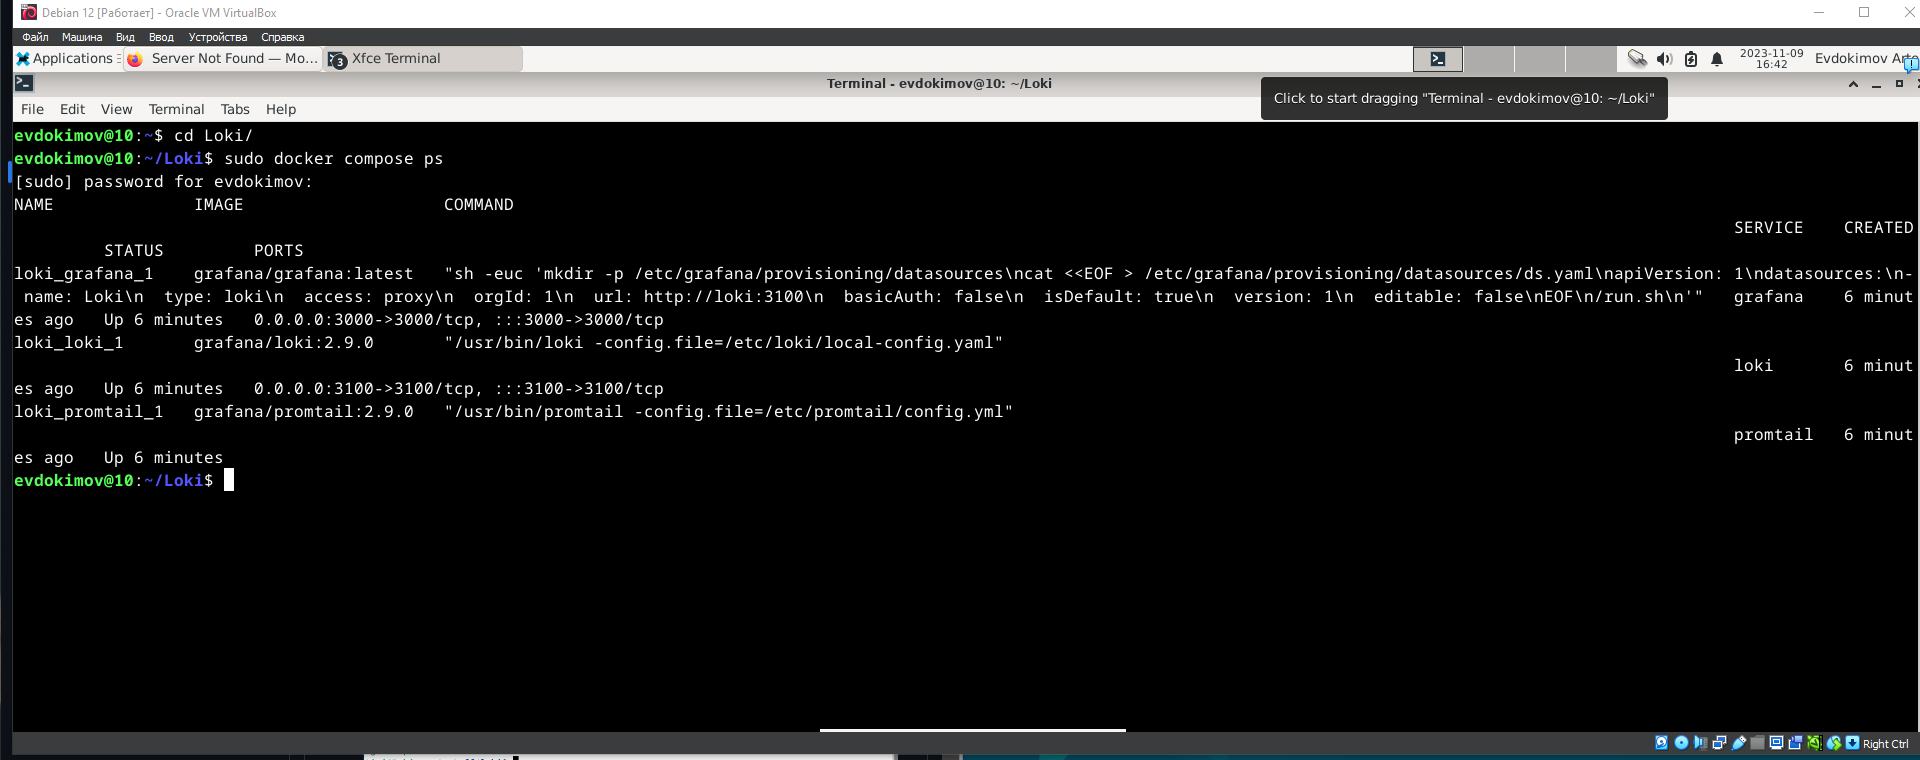 Debian 12 [Работает] - Oracle VM VirtualBox
Файл Машина Вид Ввод Устройства Справка
Applications Server Not Found — Mo... 3 Xfce Terminal 2023-11-09 16:42 Evdokimov
Terminal - evdokimov@10: ~/Loki
Click to start dragging "Terminal - evdokimov@10: ~/Loki"
File Edit View Terminal Tabs Help
evdokimov@10:~$ cd Loki/
evdokimov@10:~/Loki$ sudo docker compose ps
[sudo] password for evdokimov:
NAME IMAGE COMMAND
SERVICE CREATED
STATUS PORTS
loki_grafana_1 grafana/grafana:latest "sh -euc 'mkdir -p /etc/grafana/provisioning/datasources\ncat <<EOF > /etc/grafana/provisioning/datasources/ds.yaml\napiVersion: 1\ndatasources:\n-
name: Loki\n type: loki\n access: proxy\n orgId: 1\n url: http://loki:3100\n basicAuth: false\n isDefault: true\n version: 1\n editable: false\nEOF\n/run.sh\n'" grafana 6 minut
es ago Up 6 minutes 0.0.0.0:3000->3000/tcp, :::3000->3000/tcp
loki_loki_1 grafana/loki:2.9.0 "/usr/bin/loki -config.file=/etc/loki/local-config.yaml"
loki 6 minut
es ago Up 6 minutes 0.0.0.0:3100->3100/tcp, :::3100->3100/tcp
loki_promtail_1 grafana/promtail:2.9.0 "/usr/bin/promtail -config.file=/etc/promtail/config.yml"
promtail 6 minut
es ago Up 6 minutes
evdokimov@10:~/Loki$
Right Ctrl